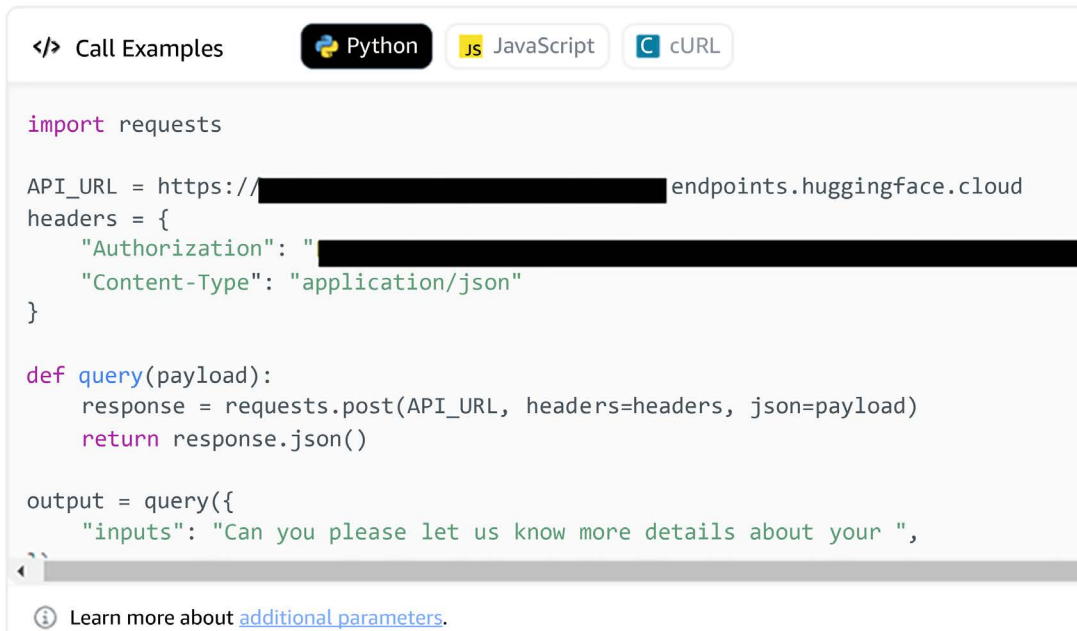 </> Call Examples Python JS JavaScript C cURL
import requests
API_URL = https:// endpoints.huggingface.cloud
headers = {
    "Authorization": "
    "Content-Type": "application/json"
}
def query(payload):
    response = requests.post(API_URL, headers=headers, json=payload)
    return response.json()
output = query({
    "inputs": "Can you please let us know more details about your ",
Learn more about additional parameters.